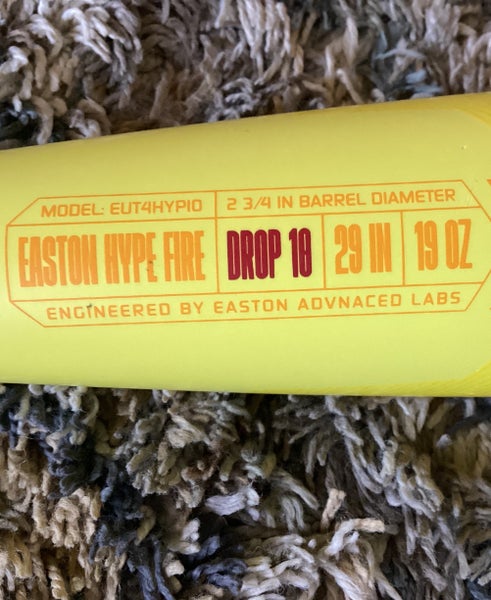 MODEL: EUT4HYP10 2 3/4 IN BARREL DIAMETER
EASTON HYPE FIRE DROP 10 29 IN 19 OZ
ENGINEERED BY EASTON ADVNACED LABS